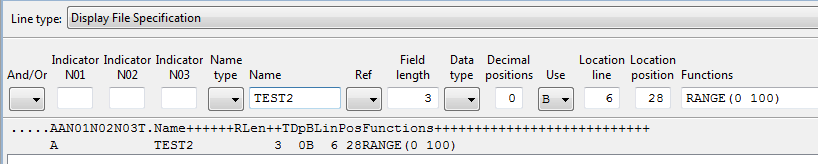 Line type: Display File Specification
Indicator Indicator Indicator Name Field Data Decimal Location Location
And/Or N01 N02 N03 type Name Ref length type positions Use line position Functions
TEST2 3 0 B 6 28 RANGE(0 100)
.....AAN01N02N03T.Name++++++RLen++TDpBLinPosFunctions+++++++++++++++++++++++++++
A TEST2 3 0B 6 28RANGE(0 100)